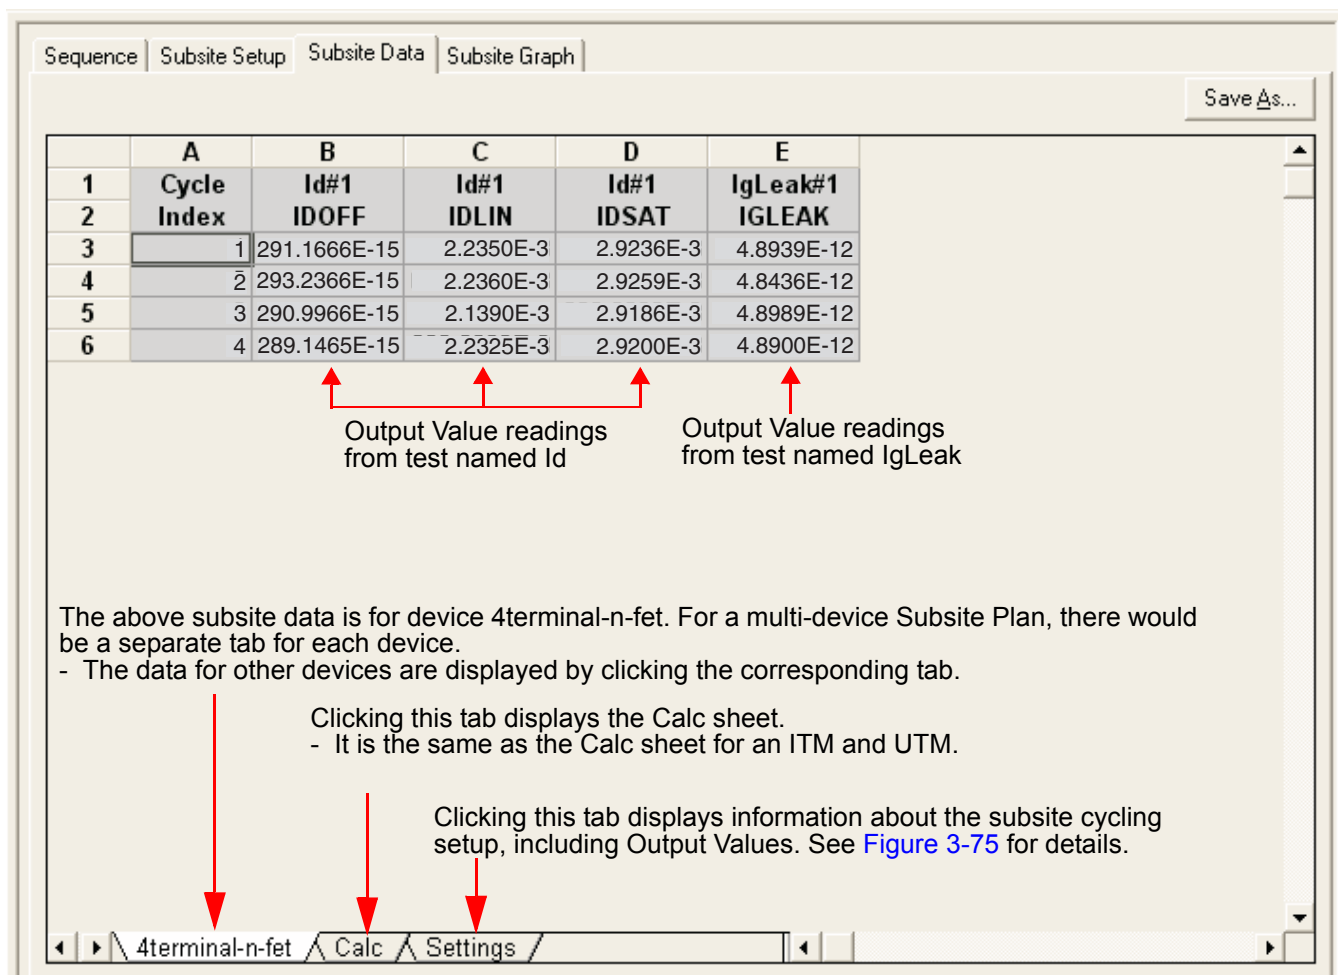 Sequence Subsite Setup Subsite Data Subsite Graph
Save As...
A B C D E
1 Cycle Id#1 Id#1 Id#1 IgLeak#1
2 Index IDOFF IDLIN IDSAT IGLEAK
3 1 291.1666E-15 2.2350E-3 2.9236E-3 4.8939E-12
4 2 293.2366E-15 2.2360E-3 2.9259E-3 4.8436E-12
5 3 290.9966E-15 2.1390E-3 2.9186E-3 4.8989E-12
6 4 289.1465E-15 2.2325E-3 2.9200E-3 4.8900E-12
Output Value readings
from test named Id
Output Value readings
from test named IgLeak
The above subsite data is for device 4terminal-n-fet. For a multi-device Subsite Plan, there would
be a separate tab for each device.
- The data for other devices are displayed by clicking the corresponding tab.
Clicking this tab displays the Calc sheet.
- It is the same as the Calc sheet for an ITM and UTM.
Clicking this tab displays information about the subsite cycling
setup, including Output Values. See Figure 3-75 for details.
4terminal-n-fet Calc Settings